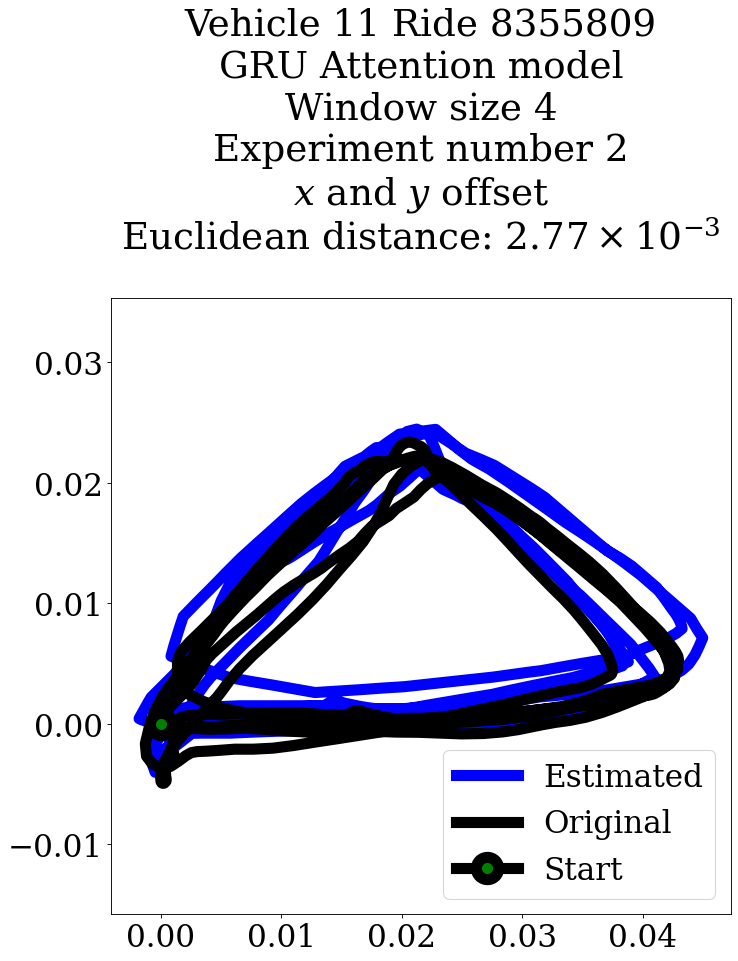 Vehicle 11 Ride 8355809
GRU Attention model
Window size 4
Experiment number 2
x and y offset
Euclidean distance: 2.77 × 10⁻³
0.03
0.02
0.01
0.00
−0.01
Estimated
Original
Start
0.00 0.01 0.02 0.03 0.04